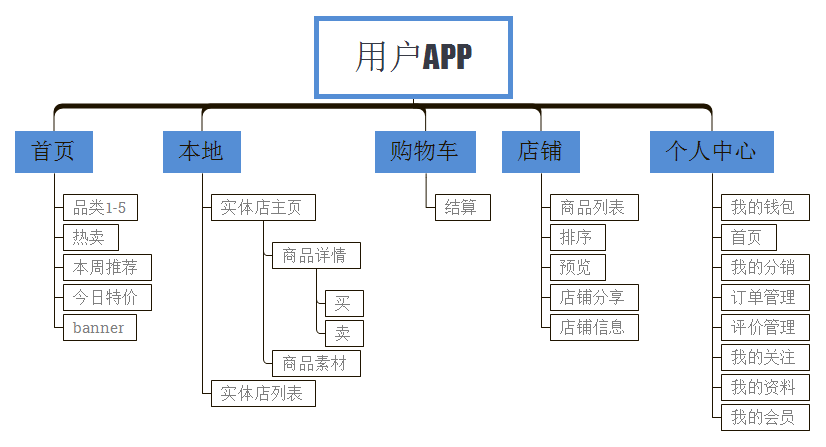 用户APP
首页
品类1-5
热卖
本周推荐
今日特价
banner
本地
实体店主页
商品详情
买
卖
商品素材
实体店列表
购物车
结算
店铺
商品列表
排序
预览
店铺分享
店铺信息
个人中心
我的钱包
首页
我的分销
订单管理
评价管理
我的关注
我的资料
我的会员